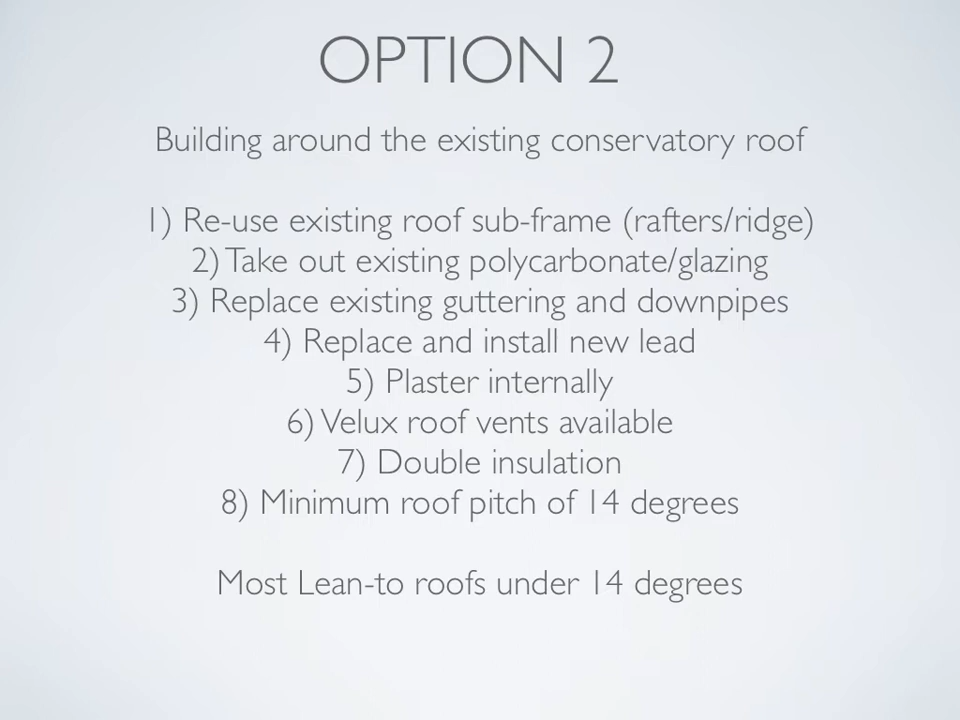 OPTION 2
Building around the existing conservatory roof
1) Re-use existing roof sub-frame (rafters/ridge)
2) Take out existing polycarbonate/glazing
3) Replace existing guttering and downpipes
4) Replace and install new lead
5) Plaster internally
6) Velux roof vents available
7) Double insulation
8) Minimum roof pitch of 14 degrees
Most Lean-to roofs under 14 degrees